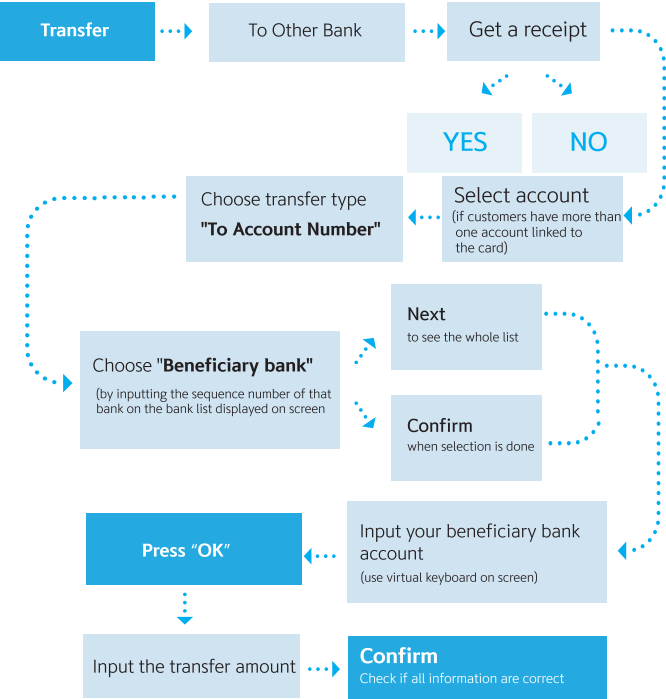 Transfer
To Other Bank
Get a receipt
YES
NO
Select account
(if customers have more than
one account linked to
the card)
Choose transfer type
"To Account Number"
Choose "Beneficiary bank"
(by inputting the sequence number of that
bank on the bank list displayed on screen
Next
to see the whole list
Confirm
when selection is done
Input your beneficiary bank
account
(use virtual keyboard on screen)
Press “OK”
Input the transfer amount
Confirm
Check if all information are correct